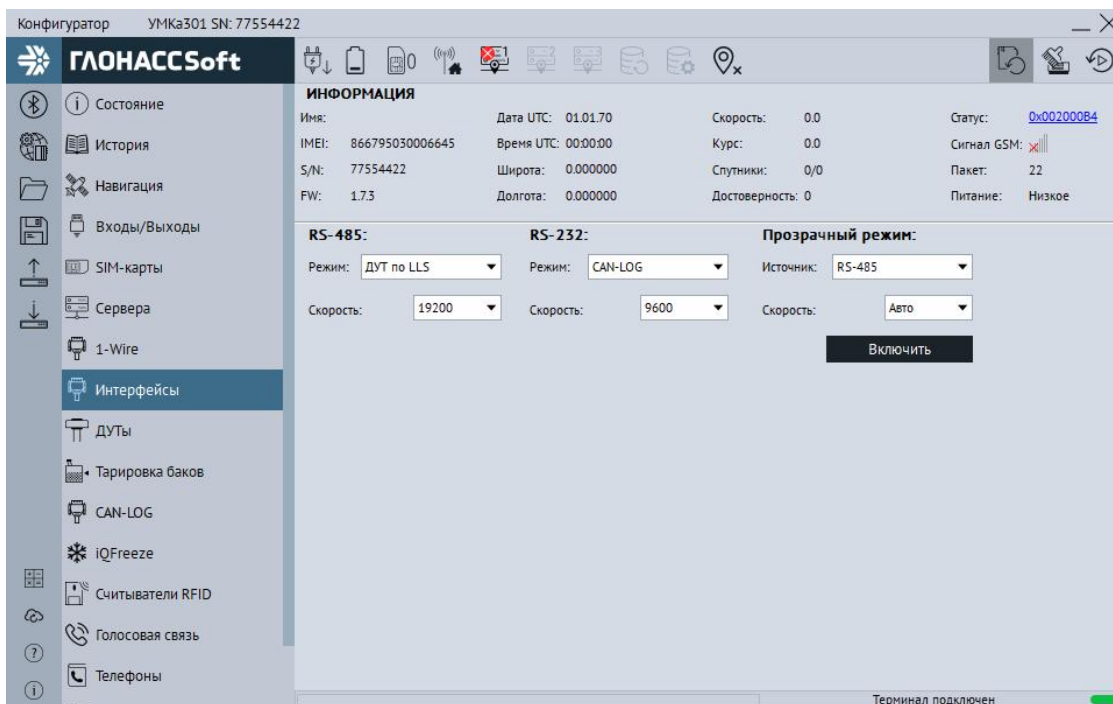 Конфигуратор УМКа301 SN: 77554422
ГЛОНАССSoft
0
1
2
3
Состояние
История
Навигация
Входы/Выходы
SIM-карты
Сервера
1-Wire
Интерфейсы
ДУТы
Тарировка баков
CAN-LOG
iQFreeze
Считыватели RFID
Голосовая связь
Телефоны
ИНФОРМАЦИЯ
Имя: Дата UTC: 01.01.70 Скорость: 0.0 Статус: 0x002000B4
IMEI: 866795030006645 Время UTC: 00:00:00 Курс: 0.0 Сигнал GSM:
S/N: 77554422 Широта: 0.000000 Спутники: 0/0 Пакет: 22
FW: 1.7.3 Долгота: 0.000000 Достоверность: 0 Питание: Низкое
RS-485: RS-232: Прозрачный режим:
Режим: ДУТ по LLS Режим: CAN-LOG Источник: RS-485
Скорость: 19200 Скорость: 9600 Скорость: Авто
Включить
Терминал подключен